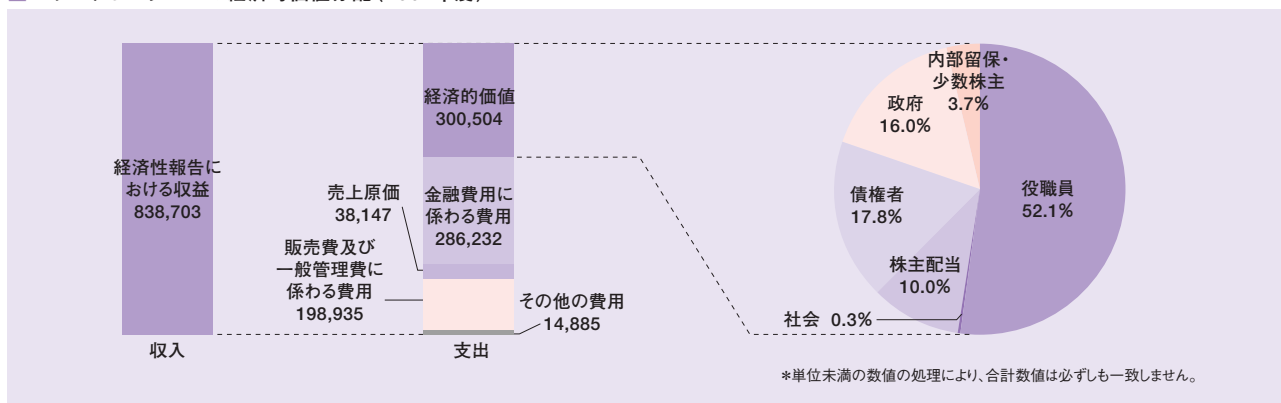 経済性報告に
おける収益
838,703
収入
経済的価値
300,504
金融費用に
係わる費用
286,232
売上原価
38,147
販売費及び
一般管理費に
係わる費用
198,935
その他の費用
14,885
支出
内部留保・
少数株主
3.7%
政府
16.0%
債権者
17.8%
株主配当
10.0%
社会 0.3%
役職員
52.1%
*単位未満の数値の処理により、合計数値は必ずしも一致しません。